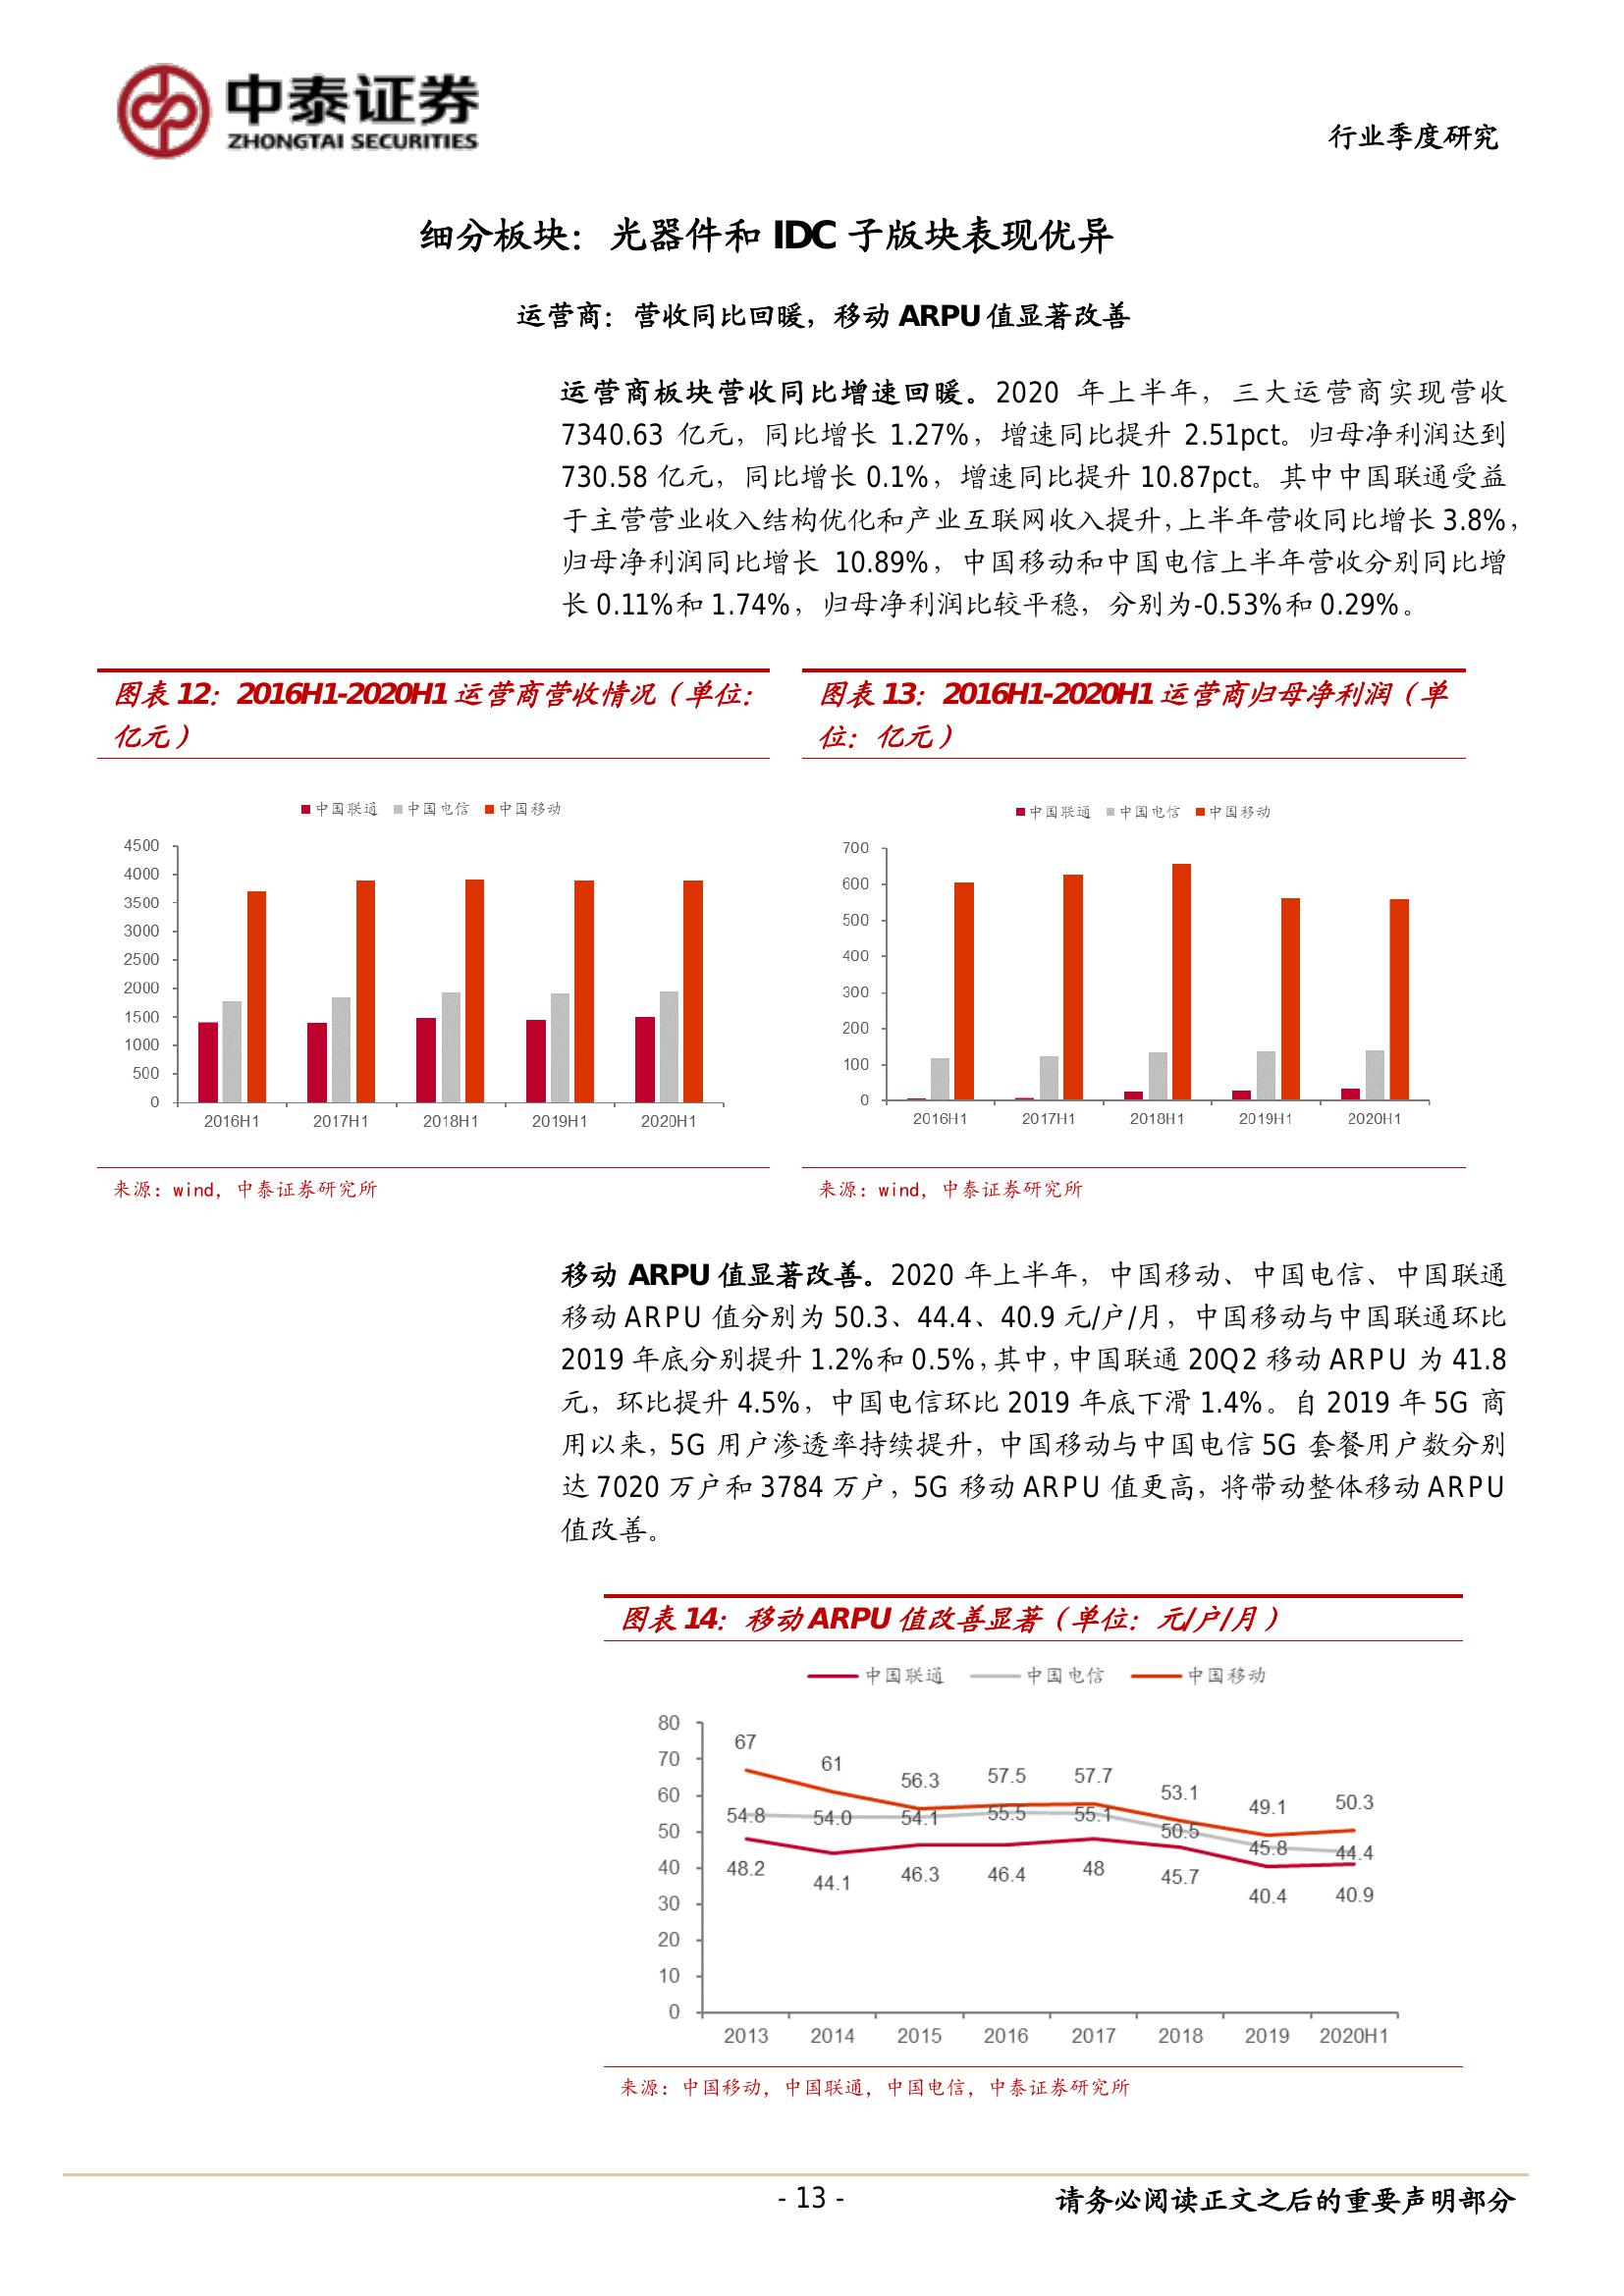 中泰证券
ZHONGTAI SECURITIES
行业季度研究
细分板块：光器件和 IDC 子版块表现优异
运营商：营收同比回暖，移动 ARPU 值显著改善
运营商板块营收同比增速回暖。2020 年上半年，三大运营商实现营收
7340.63 亿元，同比增长 1.27%，增速同比提升 2.51pct。归母净利润达到
730.58 亿元，同比增长 0.1%，增速同比提升 10.87pct。其中中国联通受益
于主营营业收入结构优化和产业互联网收入提升，上半年营收同比增长 3.8%，
归母净利润同比增长 10.89%，中国移动和中国电信上半年营收分别同比增
长 0.11%和 1.74%，归母净利润比较平稳，分别为-0.53%和 0.29%。
图表 12：2016H1-2020H1 运营商营收情况（单位：
亿元）
中国联通 中国电信 中国移动
4500
4000
3500
3000
2500
2000
1500
1000
500
0
2016H1 2017H1 2018H1 2019H1 2020H1
来源：wind，中泰证券研究所
图表 13：2016H1-2020H1 运营商归母净利润（单
位：亿元）
中国联通 中国电信 中国移动
700
600
500
400
300
200
100
0
2016H1 2017H1 2018H1 2019H1 2020H1
来源：wind，中泰证券研究所
移动 ARPU 值显著改善。2020 年上半年，中国移动、中国电信、中国联通
移动 ARPU 值分别为 50.3、44.4、40.9 元/户/月，中国移动与中国联通环比
2019 年底分别提升 1.2%和 0.5%，其中，中国联通 20Q2 移动 ARPU 为 41.8
元，环比提升 4.5%，中国电信环比 2019 年底下滑 1.4%。自 2019 年 5G 商
用以来，5G 用户渗透率持续提升，中国移动与中国电信 5G 套餐用户数分别
达 7020 万户和 3784 万户，5G 移动 ARPU 值更高，将带动整体移动 ARPU
值改善。
图表 14：移动 ARPU 值改善显著（单位：元/户/月）
中国联通 中国电信 中国移动
80
70
60
50
40
30
20
10
0
67 61 56.3 57.5 57.7 53.1 49.1 50.3
54.8 54.0 54.1 55.5 55.1 50.5 45.8 44.4
48.2 44.1 46.3 46.4 48 45.7 40.4 40.9
2013 2014 2015 2016 2017 2018 2019 2020H1
来源：中国移动，中国联通，中国电信，中泰证券研究所
- 13 -
请务必阅读正文之后的重要声明部分